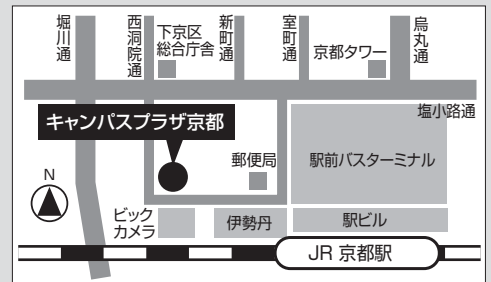 堀川通
西洞院通
下京区
総合庁舎
新町通
室町通
京都タワー
烏丸通
塩小路通
キャンパスプラザ京都
郵便局
駅前バスターミナル
N
ビック
カメラ
伊勢丹
駅ビル
JR 京都駅